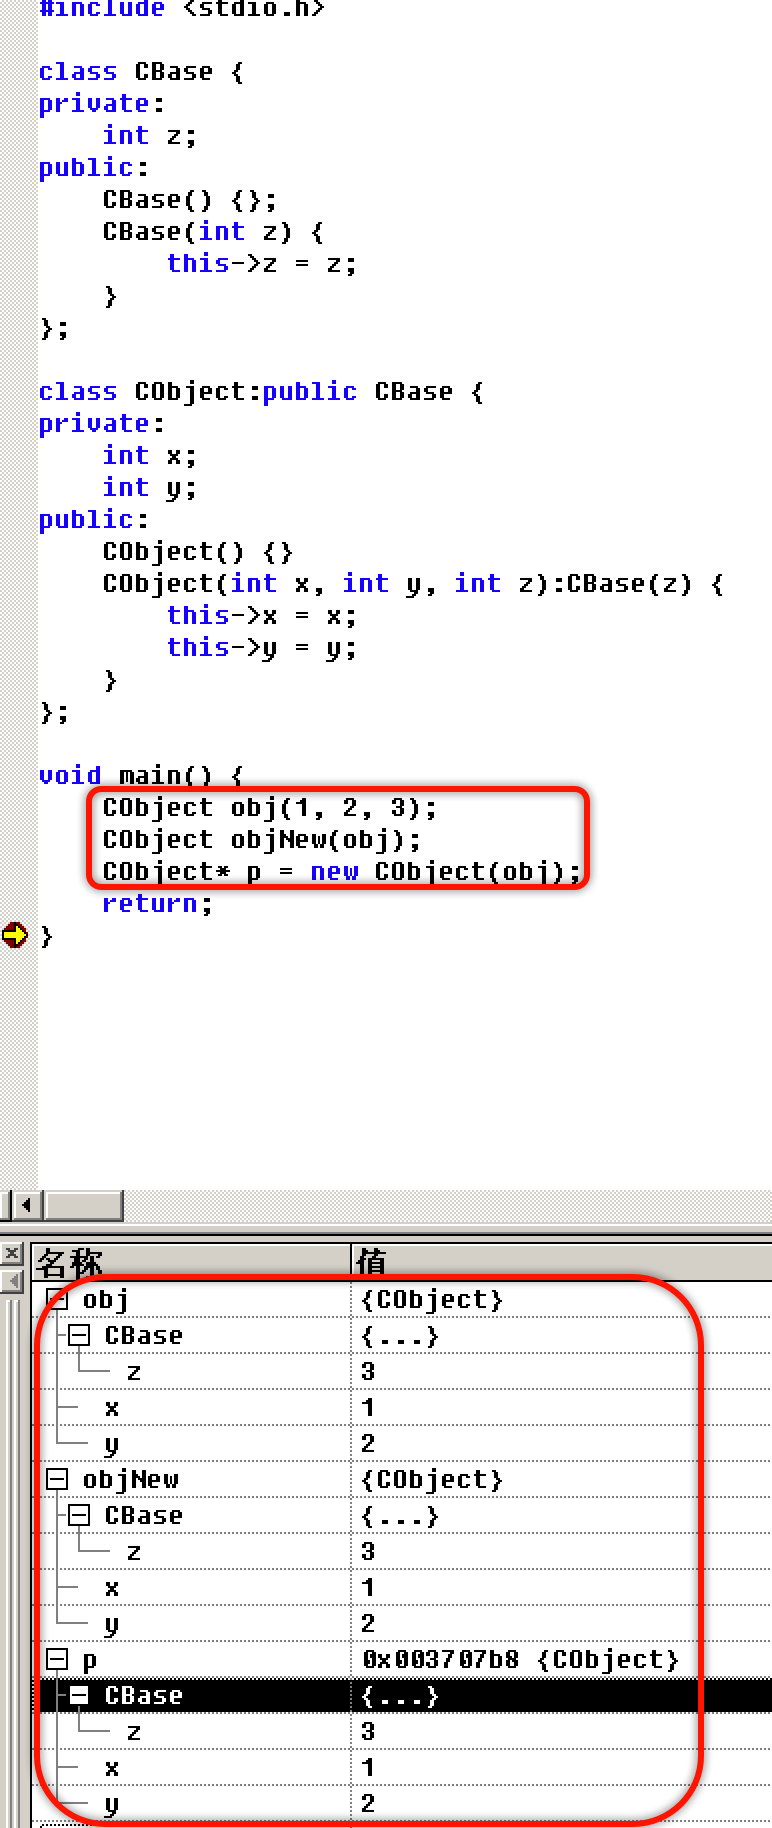 #include <stdio.h>
class CBase {
private:
int z;
public:
CBase() {};
CBase(int z) {
this->z = z;
}
};
class CObject:public CBase {
private:
int x;
int y;
public:
CObject() {}
CObject(int x, int y, int z):CBase(z) {
this->x = x;
this->y = y;
}
};
void main() {
CObject obj(1, 2, 3);
CObject objNew(obj);
CObject* p = new CObject(obj);
return;
}
名称 值
obj {CObject}
CBase {...}
z 3
x 1
y 2
objNew {CObject}
CBase {...}
z 3
x 1
y 2
p 0x003707b8 {CObject}
CBase {...}
z 3
x 1
y 2